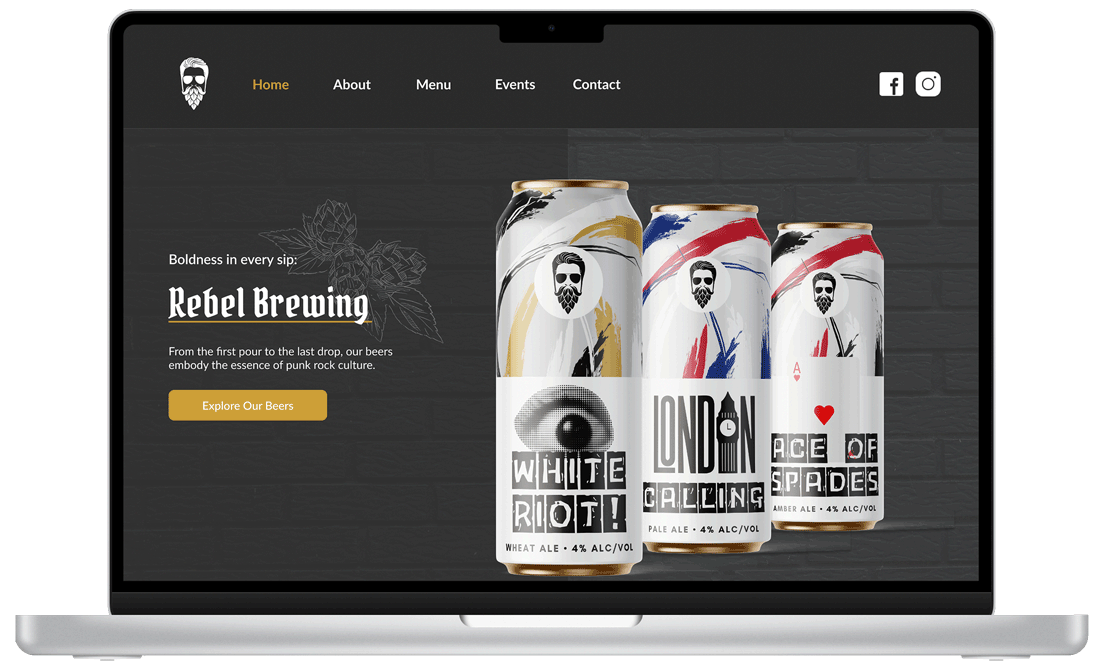 Home About Menu Events Contact
Boldness in every sip:
Rebel Brewing
From the first pour to the last drop, our beers
embody the essence of punk rock culture.
Explore Our Beers
WHITE
RIOT!
WHEAT ALE • 4% ALC/VOL
LONDON
CALLING
PALE ALE • 4% ALC/VOL
A
ACE OF
SPADES
AMBER ALE • 4% ALC/VOL